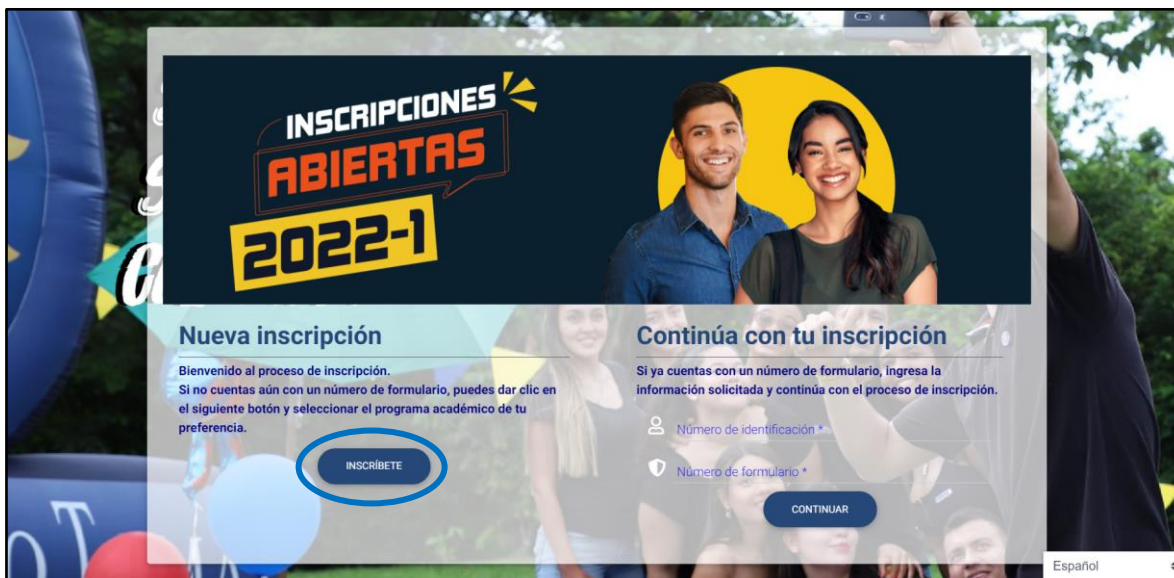 INSCRIPCIONES
ABIERTAS
2022-1
Nueva inscripción
Bienvenido al proceso de inscripción.
Si no cuentas aún con un número de formulario, puedes dar clic en
el siguiente botón y seleccionar el programa académico de tu
preferencia.
INSCRÍBETE
Continúa con tu inscripción
Si ya cuentas con un número de formulario, ingresa la
información solicitada y continúa con el proceso de inscripción.
Número de identificación *
Número de formulario *
CONTINUAR
Español